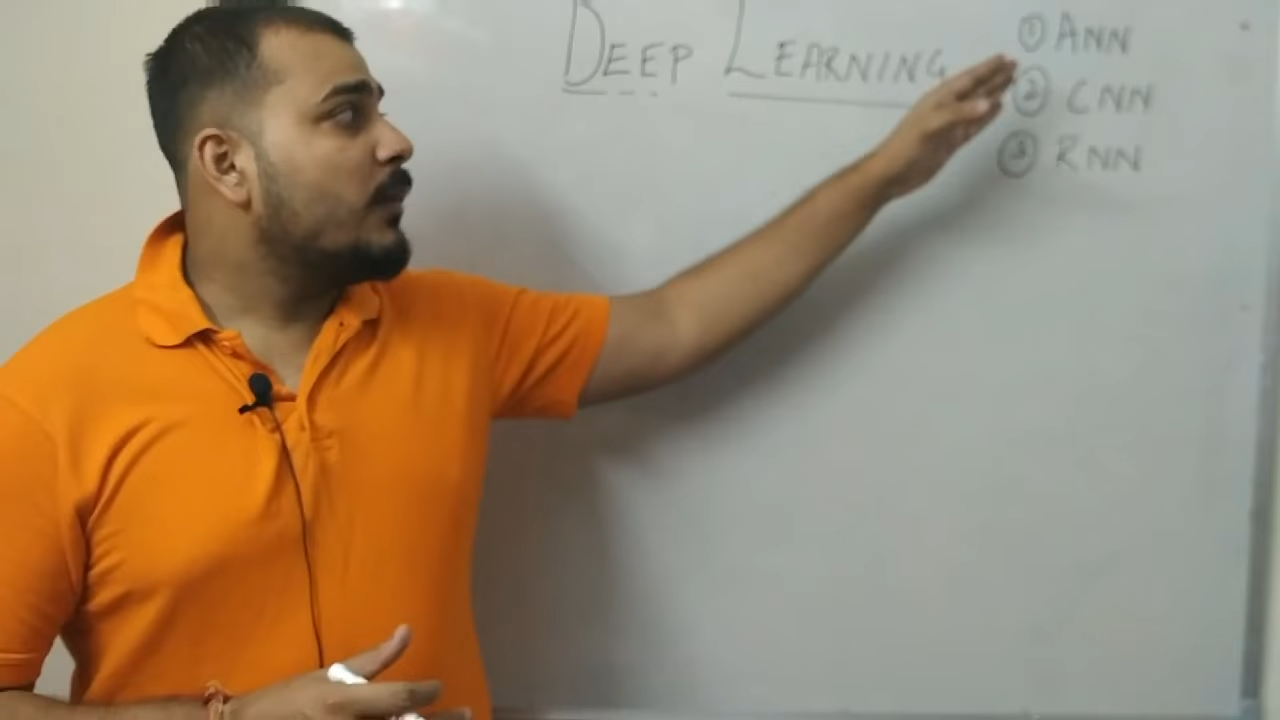 DEEP LEARNING
① ANN
② CNN
③ RNN